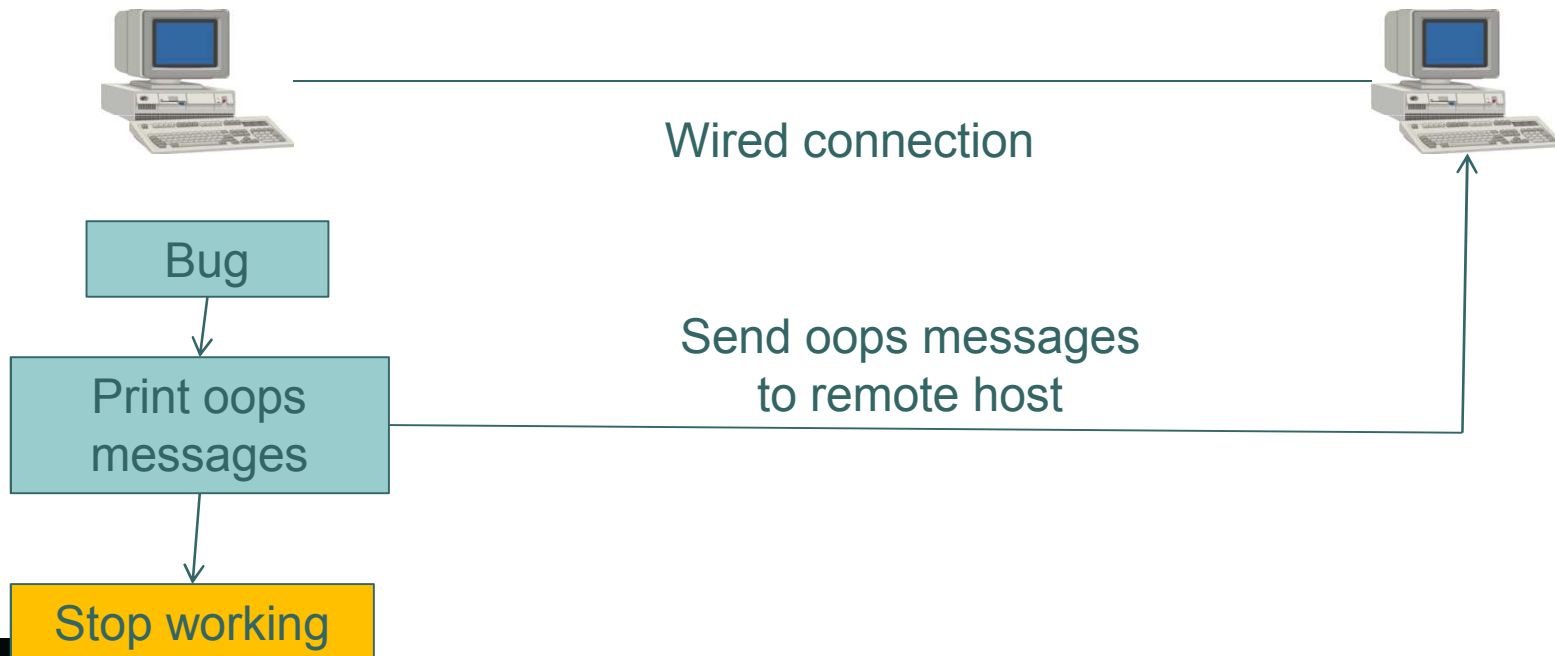 Wired connection
Bug
Send oops messages
to remote host
Print oops
messages
Stop working